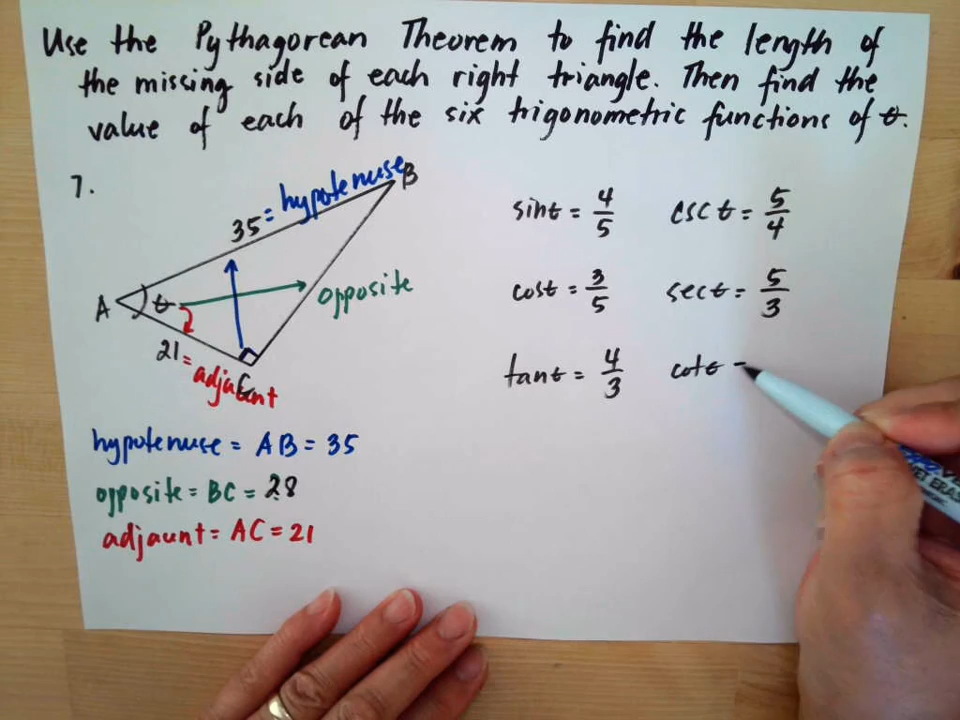 Use the Pythagorean Theorem to find the length of
the missing side of each right triangle. Then find the
value of each of the six trigonometric functions of θ.
7.
35 = hypotenuse
B
A
θ
opposite
21 =
adjacent
C
sinθ = 4/5
cscθ = 5/4
cosθ = 3/5
secθ = 5/3
tanθ = 4/3
cotθ =
hypotenuse = AB = 35
opposite = BC = 28
adjacent = AC = 21